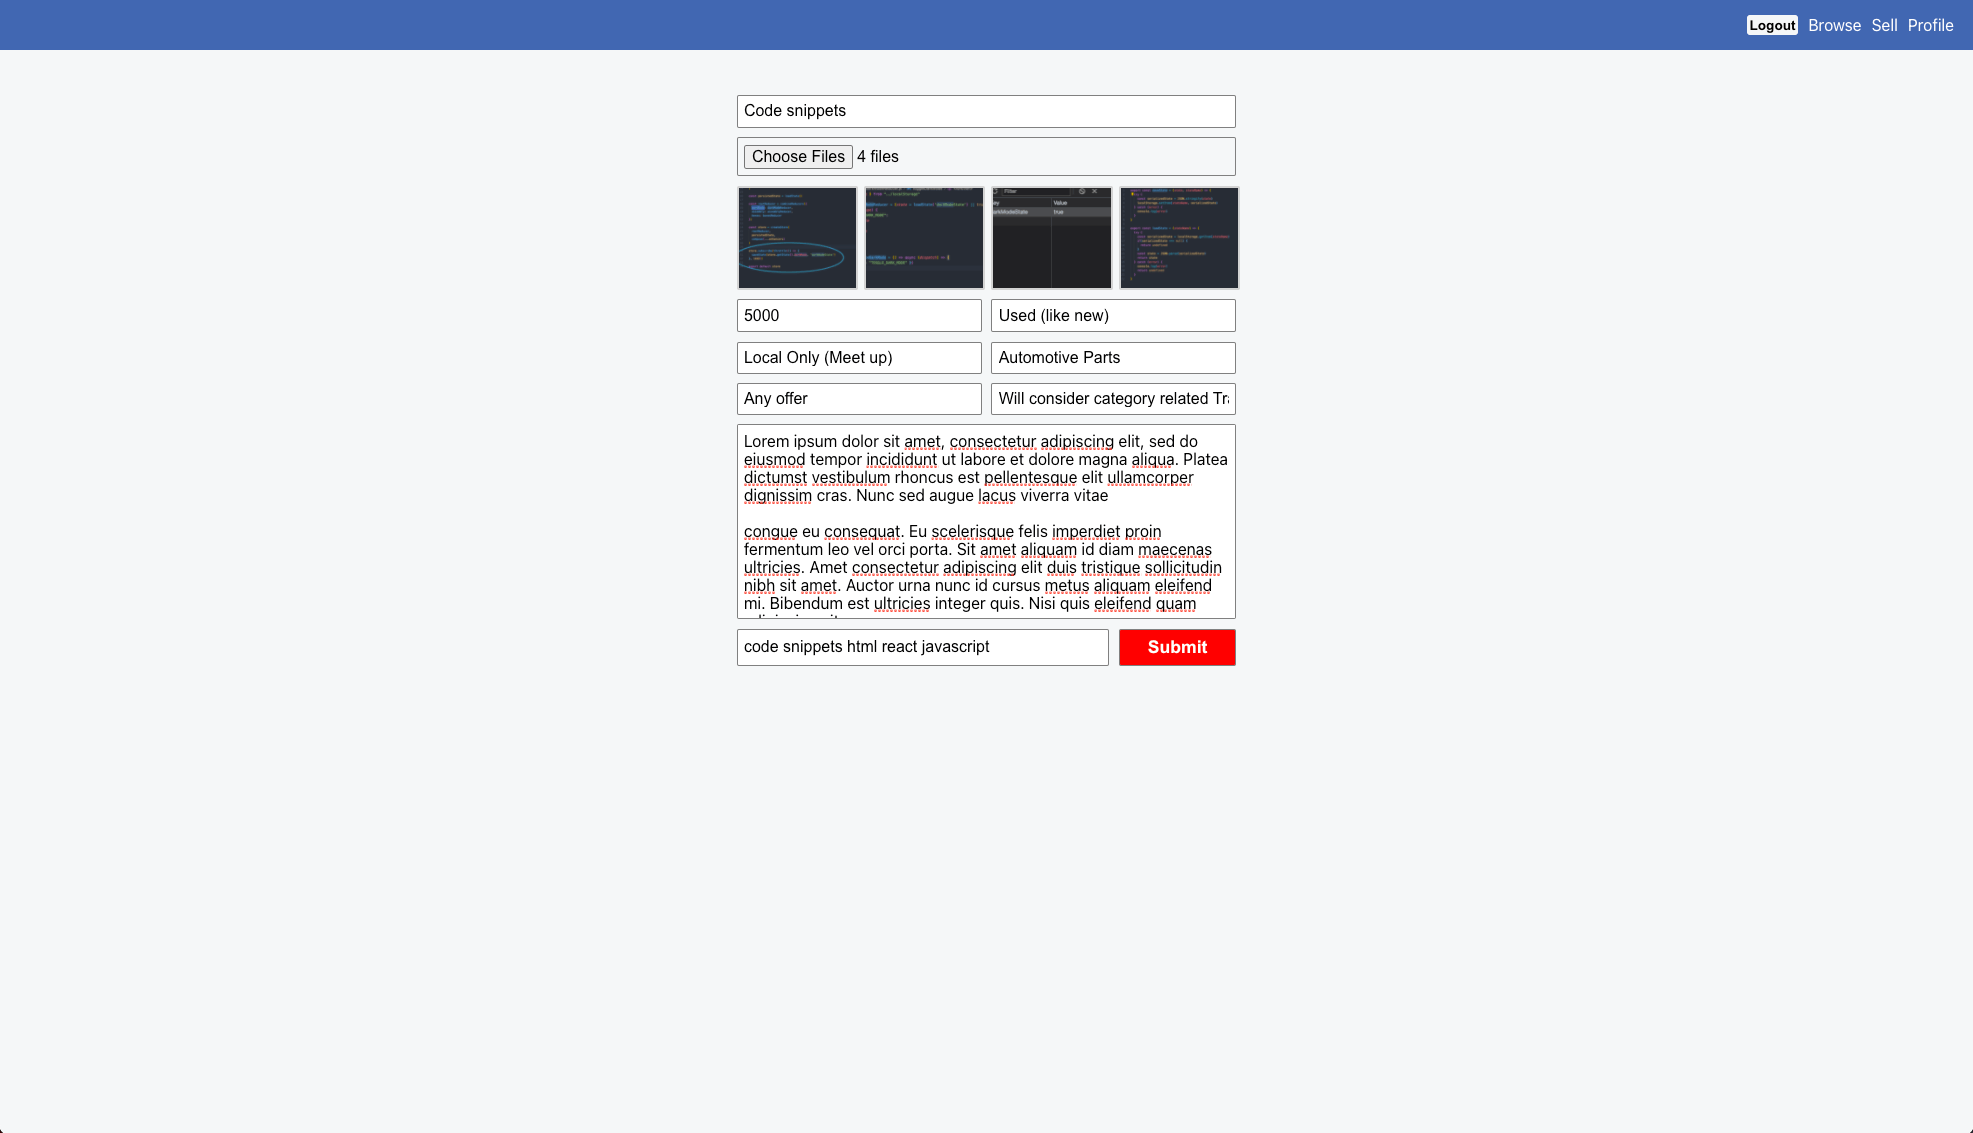 Logout Browse Sell Profile
Code snippets
Choose Files 4 files
Filter
Value
true
5000
Used (like new)
Local Only (Meet up)
Automotive Parts
Any offer
Will consider category related Tr
Lorem ipsum dolor sit amet, consectetur adipiscing elit, sed do
eiusmod tempor incididunt ut labore et dolore magna aliqua. Platea
dictumst vestibulum rhoncus est pellentesque elit ullamcorper
dignissim cras. Nunc sed augue lacus viverra vitae
congue eu consequat. Eu scelerisque felis imperdiet proin
fermentum leo vel orci porta. Sit amet aliquam id diam maecenas
ultricies. Amet consectetur adipiscing elit duis tristique sollicitudin
nibh sit amet. Auctor urna nunc id cursus metus aliquam eleifend
mi. Bibendum est ultricies integer quis. Nisi quis eleifend quam
code snippets html react javascript
Submit